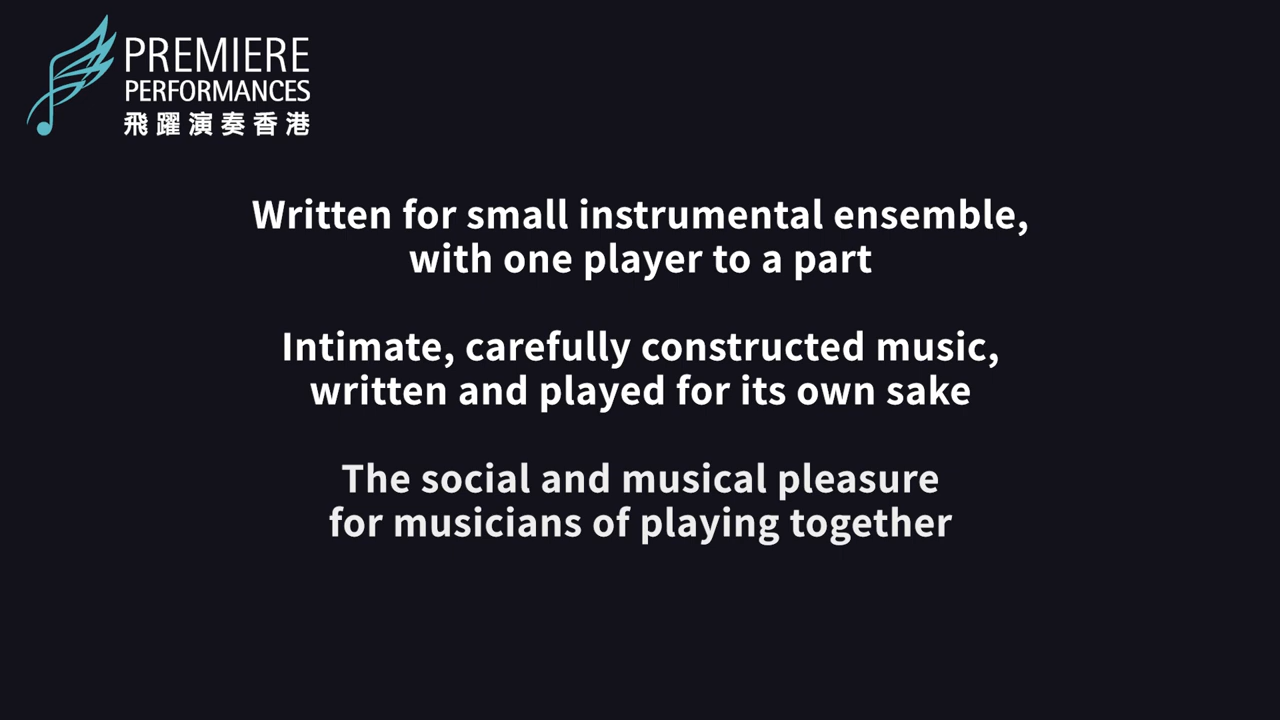 PREMIERE
PERFORMANCES
飛躍演奏香港
Written for small instrumental ensemble,
with one player to a part
Intimate, carefully constructed music,
written and played for its own sake
The social and musical pleasure
for musicians of playing together